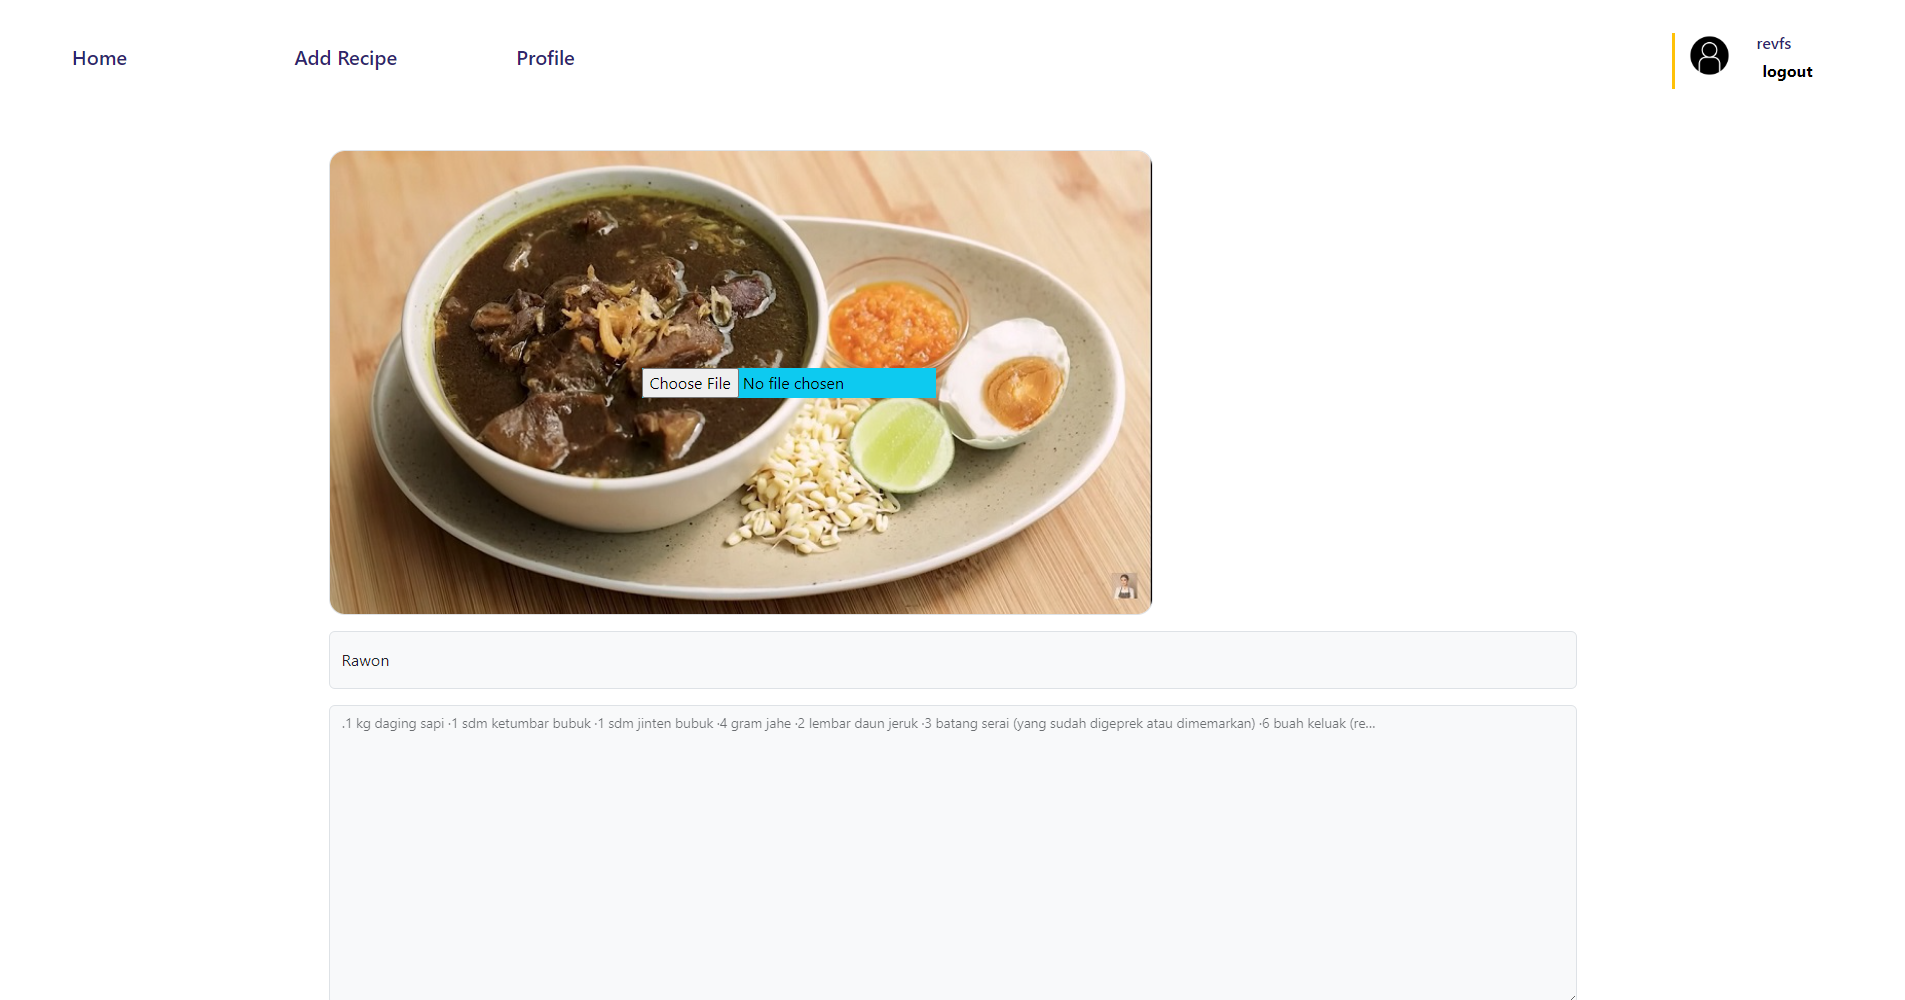 Home
Add Recipe
Profile
revfs
logout
Choose File No file chosen
Rawon
.1 kg daging sapi ·1 sdm ketumbar bubuk ·1 sdm jinten bubuk ·4 gram jahe ·2 lembar daun jeruk ·3 batang serai (yang sudah digeprek atau dimemarkan) ·6 buah keluak (re...